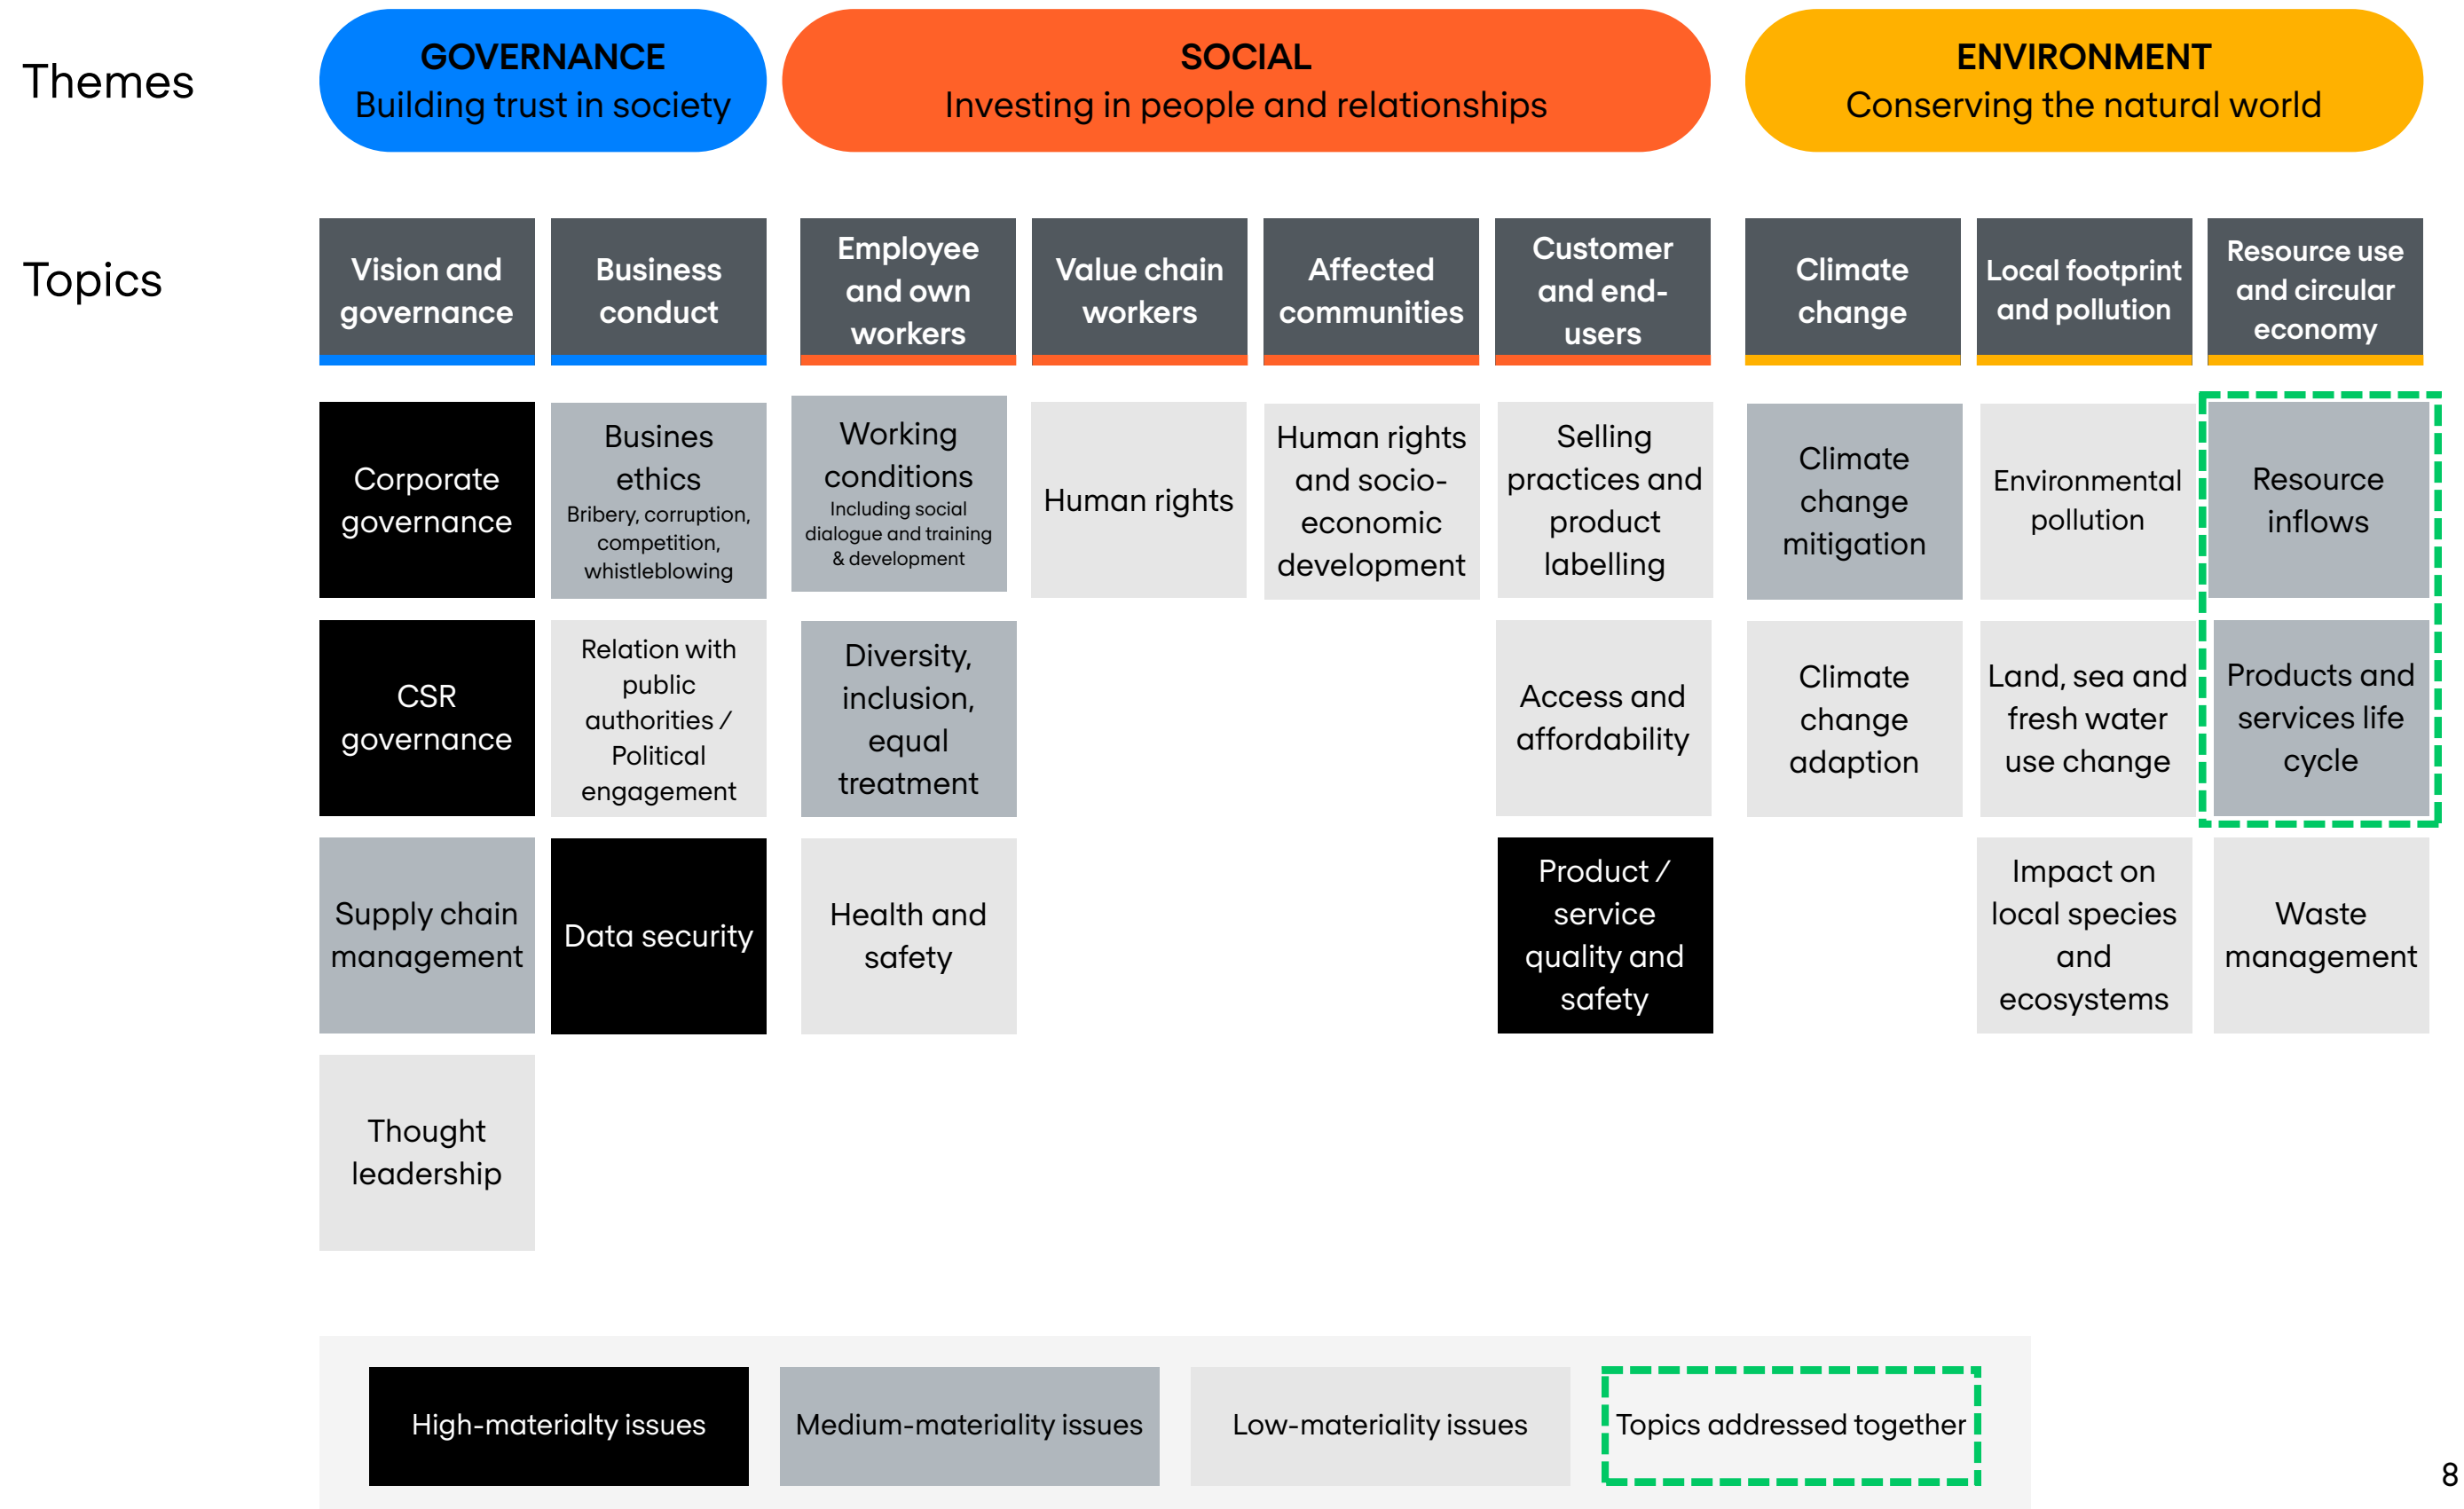 Themes
GOVERNANCE
Building trust in society
SOCIAL
Investing in people and relationships
ENVIRONMENT
Conserving the natural world
Topics
Vision and
governance
Business
conduct
Employee
and own
workers
Value chain
workers
Affected
communities
Customer
and end-
users
Climate
change
Local footprint
and pollution
Resource use
and circular
economy
Corporate
governance
Busines
ethics
Bribery, corruption,
competition,
whistleblowing
Working
conditions
Including social
dialogue and training
& development
Human rights
Human rights
and socio-
economic
development
Selling
practices and
product
labelling
Climate
change
mitigation
Environmental
pollution
Resource
inflows
CSR
governance
Relation with
public
authorities /
Political
engagement
Diversity,
inclusion,
equal
treatment
Access and
affordability
Climate
change
adaption
Land, sea and
fresh water
use change
Products and
services life
cycle
Supply chain
management
Data security
Health and
safety
Product /
service
quality and
safety
Impact on
local species
and
ecosystems
Waste
management
Thought
leadership
High-materialty issues
Medium-materiality issues
Low-materiality issues
Topics addressed together
8